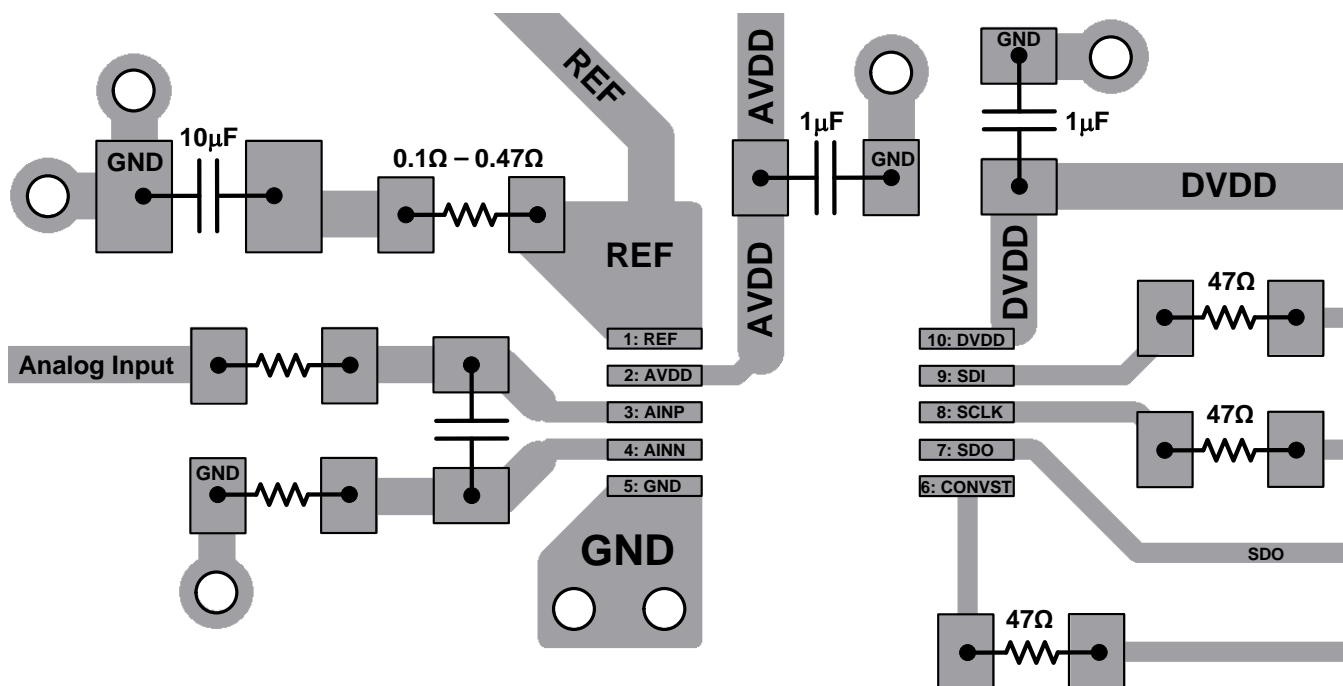 REF
AVDD
GND
10µF
GND
0.1Ω – 0.47Ω
1µF
GND
1µF
DVDD
REF
AVDD
DVDD
47Ω
1: REF
10: DVDD
Analog Input
2: AVDD
9: SDI
3: AINP
8: SCLK
47Ω
4: AINN
7: SDO
GND
5: GND
6: CONVST
GND
SDO
47Ω